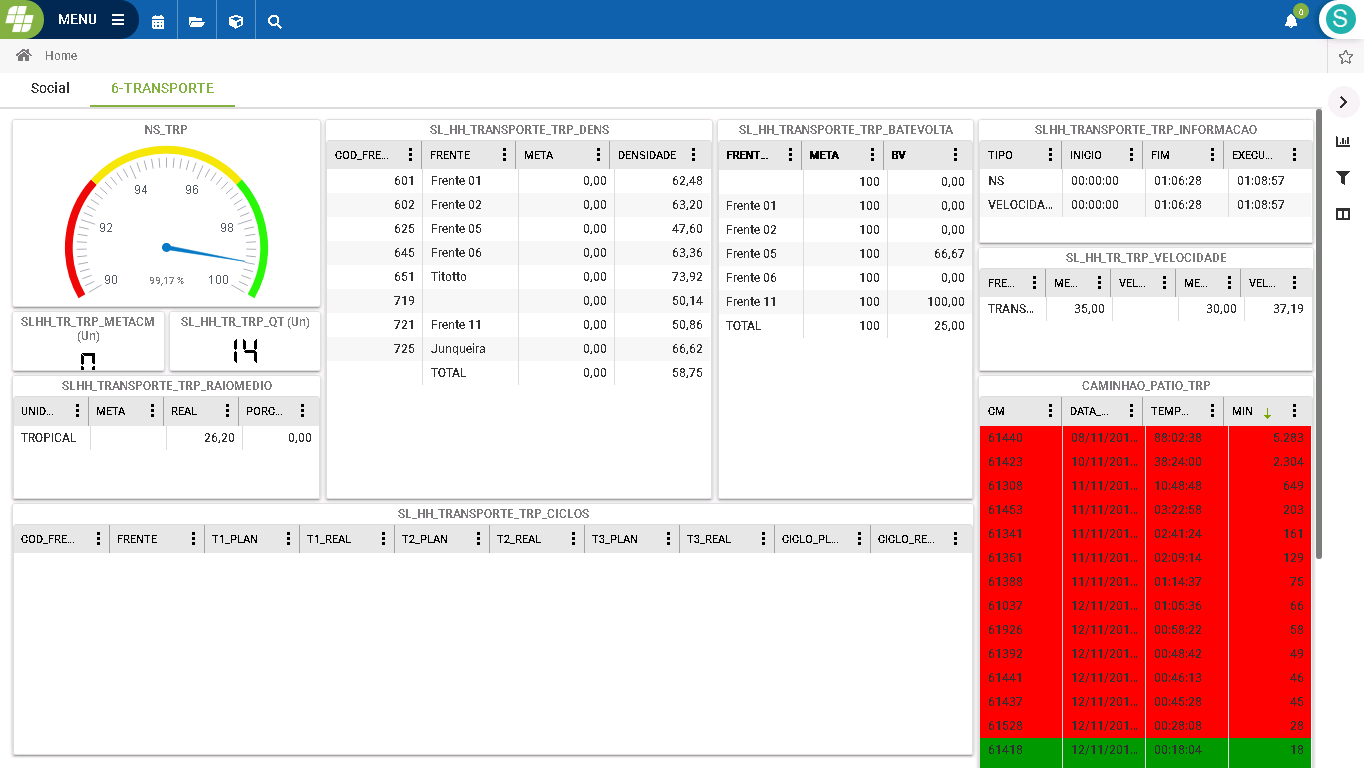 MENU
0
S
Home
Social
6-TRANSPORTE
NS_TRP
94 96
92 98
90 99,17 % 100
SLHH_TR_TRP_METACM
(Un)
0
SL_HH_TR_TRP_QT (Un)
14
SLHH_TRANSPORTE_TRP_RAIOMEDIO
UNID... META REAL PORC...
TROPICAL 26,20 0,00
SL_HH_TRANSPORTE_TRP_DENS
COD_FRE... FRENTE META DENSIDADE
601 Frente 01 0,00 62,48
602 Frente 02 0,00 63,20
625 Frente 05 0,00 47,60
645 Frente 06 0,00 63,36
651 Titotto 0,00 73,92
719 0,00 50,14
721 Frente 11 0,00 50,86
725 Junqueira 0,00 66,62
TOTAL 0,00 58,75
SL_HH_TRANSPORTE_TRP_BATEVOLTA
FRENT... META BV
100 0,00
Frente 01 100 0,00
Frente 02 100 0,00
Frente 05 100 66,67
Frente 06 100 0,00
Frente 11 100 100,00
TOTAL 100 25,00
SLHH_TRANSPORTE_TRP_INFORMACAO
TIPO INICIO FIM EXECU...
NS 00:00:00 01:06:28 01:08:57
VELOCIDA... 00:00:00 01:06:28 01:08:57
SL_HH_TR_TRP_VELOCIDADE
FRE... ME... VEL... ME... VEL...
TRANS... 35,00 30,00 37,19
CAMINHAO_PATIO_TRP
CM DATA_... TEMP... MIN
61440 08/11/201... 88:02:38 5.283
61423 10/11/201... 38:24:00 2.304
61308 11/11/201... 10:48:48 649
61453 11/11/201... 03:22:58 203
61341 11/11/201... 02:41:24 161
61351 11/11/201... 02:09:14 129
61388 11/11/201... 01:14:37 75
61037 12/11/201... 01:05:36 66
61926 12/11/201... 00:58:22 58
61392 12/11/201... 00:48:42 49
61441 12/11/201... 00:46:13 46
61437 12/11/201... 00:45:28 45
61528 12/11/201... 00:28:08 28
61418 12/11/201... 00:18:04 18
SL_HH_TRANSPORTE_TRP_CICLOS
COD_FRE... FRENTE T1_PLAN T1_REAL T2_PLAN T2_REAL T3_PLAN T3_REAL CICLO_PL... CICLO_RE...